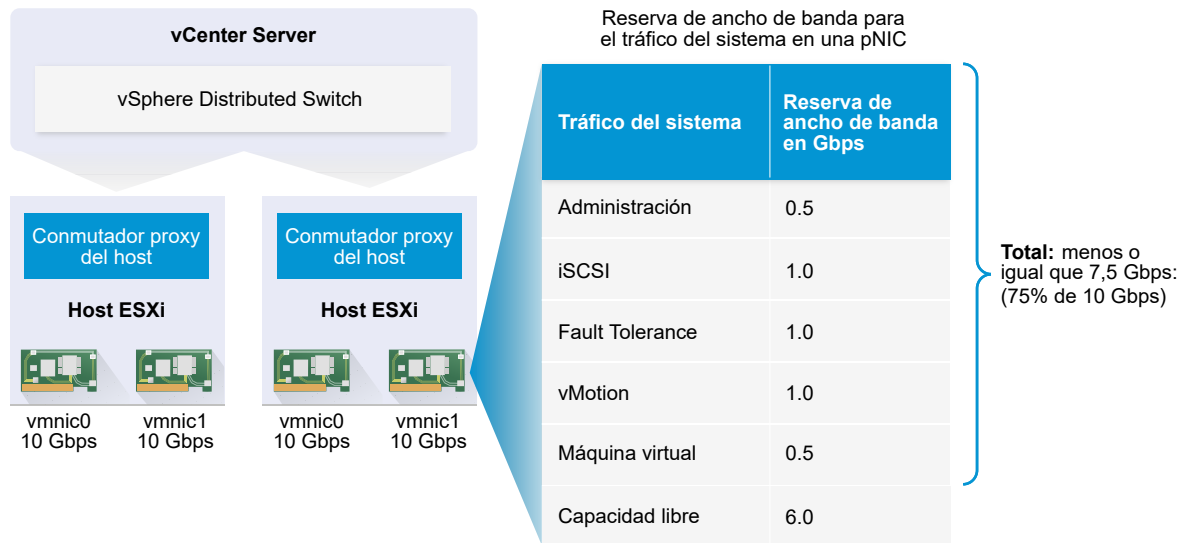 vCenter Server
vSphere Distributed Switch
Conmutador proxy
del host
Host ESXi
vmnic0
10 Gbps
vmnic1
10 Gbps
Conmutador proxy
del host
Host ESXi
vmnic0
10 Gbps
vmnic1
10 Gbps
Reserva de ancho de banda para
el tráfico del sistema en una pNIC
Tráfico del sistema
Reserva de
ancho de banda
en Gbps
Administración 0.5
iSCSI 1.0
Fault Tolerance 1.0
vMotion 1.0
Máquina virtual 0.5
Capacidad libre 6.0
Total: menos o
igual que 7,5 Gbps:
(75% de 10 Gbps)